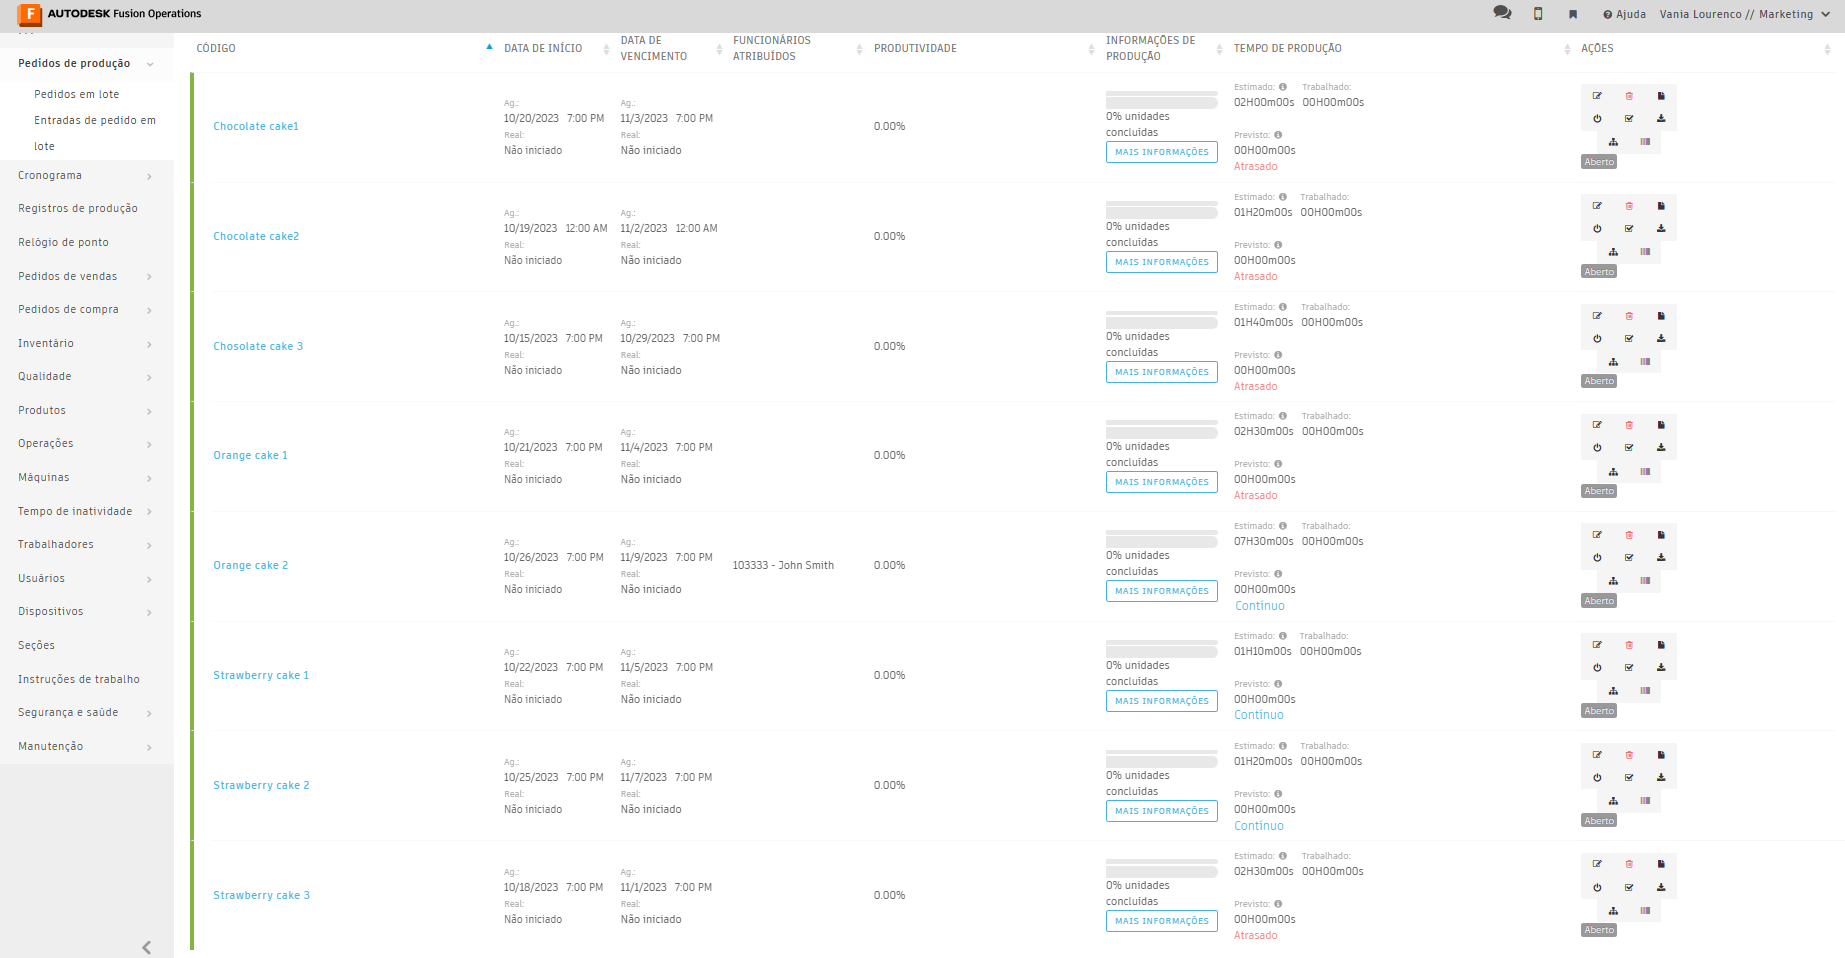 AUTODESK Fusion Operations
Ajuda
Vania Lourenco // Marketing
Pedidos de produção
Pedidos em lote
Entradas de pedido em
lote
Cronograma
Registros de produção
Relógio de ponto
Pedidos de vendas
Pedidos de compra
Inventário
Qualidade
Produtos
Operações
Máquinas
Tempo de inatividade
Trabalhadores
Usuários
Dispositivos
Seções
Instruções de trabalho
Segurança e saúde
Manutenção
CÓDIGO
DATA DE INÍCIO
DATA DE
VENCIMENTO
FUNCIONÁRIOS
ATRIBUÍDOS
PRODUTIVIDADE
INFORMAÇÕES DE
PRODUÇÃO
TEMPO DE PRODUÇÃO
AÇÕES
Chocolate cake1
Ag.:
10/20/2023 7:00 PM
Real:
Não iniciado
Ag.:
11/3/2023 7:00 PM
Real:
Não iniciado
0.00%
0% unidades
concluídas
MAIS INFORMAÇÕES
Estimado: Trabalhado:
02H00m00s 00H00m00s
Previsto:
00H00m00s
Atrasado
Aberto
Chocolate cake2
Ag.:
10/19/2023 12:00 AM
Real:
Não iniciado
Ag.:
11/2/2023 12:00 AM
Real:
Não iniciado
0.00%
0% unidades
concluídas
MAIS INFORMAÇÕES
Estimado: Trabalhado:
01H20m00s 00H00m00s
Previsto:
00H00m00s
Atrasado
Aberto
Chosolate cake 3
Ag.:
10/15/2023 7:00 PM
Real:
Não iniciado
Ag.:
10/29/2023 7:00 PM
Real:
Não iniciado
0.00%
0% unidades
concluídas
MAIS INFORMAÇÕES
Estimado: Trabalhado:
01H40m00s 00H00m00s
Previsto:
00H00m00s
Atrasado
Aberto
Orange cake 1
Ag.:
10/21/2023 7:00 PM
Real:
Não iniciado
Ag.:
11/4/2023 7:00 PM
Real:
Não iniciado
0.00%
0% unidades
concluídas
MAIS INFORMAÇÕES
Estimado: Trabalhado:
02H30m00s 00H00m00s
Previsto:
00H00m00s
Atrasado
Aberto
Orange cake 2
Ag.:
10/26/2023 7:00 PM
Real:
Não iniciado
Ag.:
11/9/2023 7:00 PM
Real:
Não iniciado
103333 - John Smith
0.00%
0% unidades
concluídas
MAIS INFORMAÇÕES
Estimado: Trabalhado:
07H30m00s 00H00m00s
Previsto:
00H00m00s
Contínuo
Aberto
Strawberry cake 1
Ag.:
10/22/2023 7:00 PM
Real:
Não iniciado
Ag.:
11/5/2023 7:00 PM
Real:
Não iniciado
0.00%
0% unidades
concluídas
MAIS INFORMAÇÕES
Estimado: Trabalhado:
01H10m00s 00H00m00s
Previsto:
00H00m00s
Contínuo
Aberto
Strawberry cake 2
Ag.:
10/25/2023 7:00 PM
Real:
Não iniciado
Ag.:
11/7/2023 7:00 PM
Real:
Não iniciado
0.00%
0% unidades
concluídas
MAIS INFORMAÇÕES
Estimado: Trabalhado:
01H20m00s 00H00m00s
Previsto:
00H00m00s
Contínuo
Aberto
Strawberry cake 3
Ag.:
10/18/2023 7:00 PM
Real:
Não iniciado
Ag.:
11/1/2023 7:00 PM
Real:
Não iniciado
0.00%
0% unidades
concluídas
MAIS INFORMAÇÕES
Estimado: Trabalhado:
02H30m00s 00H00m00s
Previsto:
00H00m00s
Atrasado
Aberto